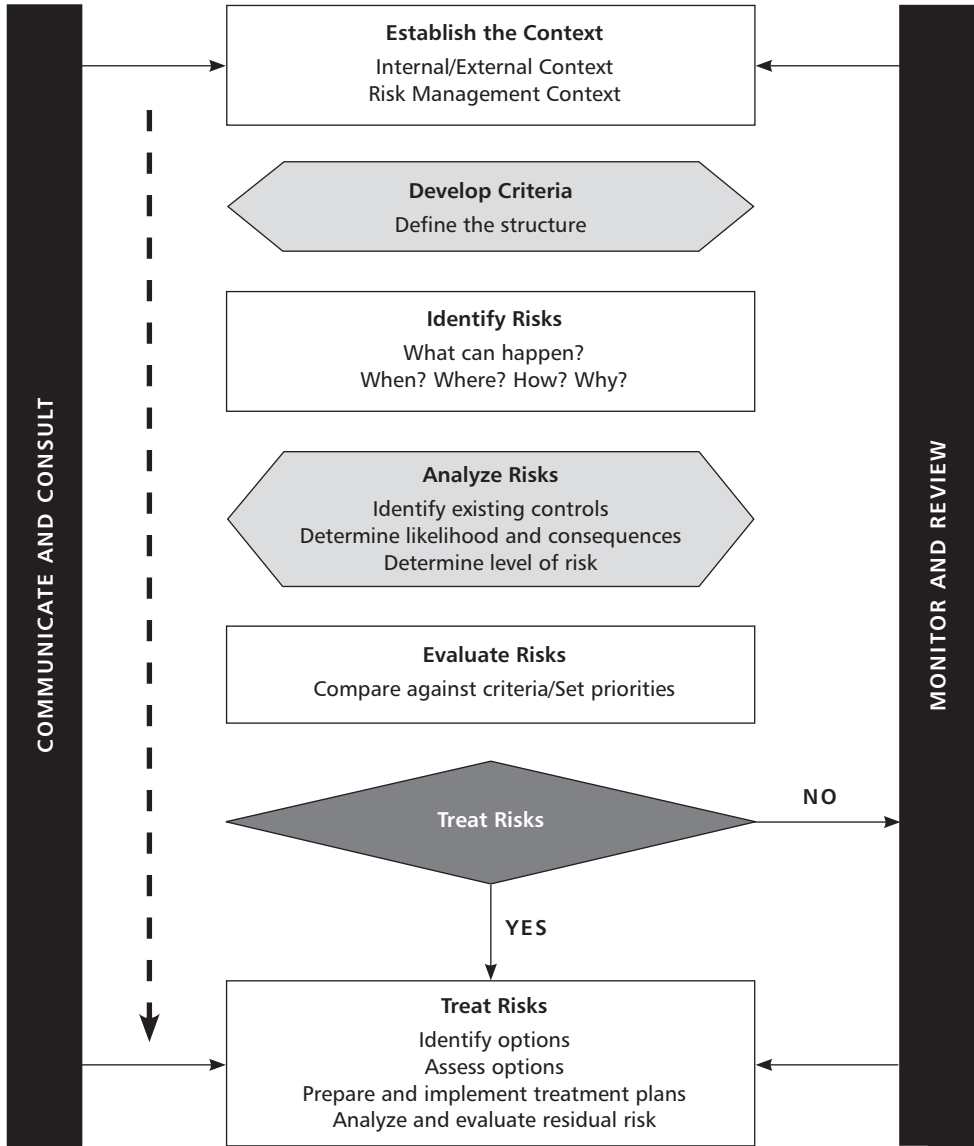 Establish the Context
Internal/External Context
Risk Management Context
Develop Criteria
Define the structure
Identify Risks
What can happen?
When? Where? How? Why?
COMMUNICATE AND CONSULT
MONITOR AND REVIEW
Analyze Risks
Identify existing controls
Determine likelihood and consequences
Determine level of risk
Evaluate Risks
Compare against criteria/Set priorities
Treat Risks
NO
YES
Treat Risks
Identify options
Assess options
Prepare and implement treatment plans
Analyze and evaluate residual risk